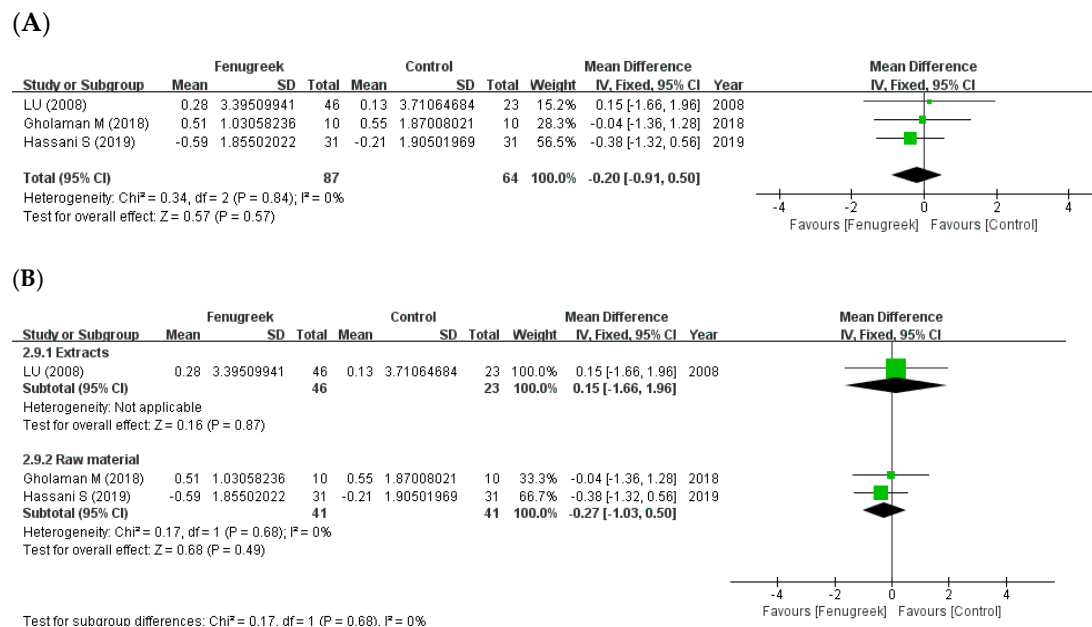 (A)
Fenugreek Control Mean Difference Mean Difference
Study or Subgroup Mean SD Total Mean SD Total Weight IV, Fixed, 95% CI Year IV, Fixed, 95% CI
LU (2008) 0.28 3.39509941 46 0.13 3.71064684 23 15.2% 0.15 [-1.66, 1.96] 2008
Gholaman M (2018) 0.51 1.03058236 10 0.55 1.87008021 10 28.3% -0.04 [-1.36, 1.28] 2018
Hassani S (2019) -0.59 1.85502022 31 -0.21 1.90501969 31 56.5% -0.38 [-1.32, 0.56] 2019
Total (95% CI) 87 64 100.0% -0.20 [-0.91, 0.50]
Heterogeneity: Chi² = 0.34, df = 2 (P = 0.84); I² = 0%
Test for overall effect: Z = 0.57 (P = 0.57)
-4 -2 0 2 4
Favours [Fenugreek] Favours [Control]
(B)
Fenugreek Control Mean Difference Mean Difference
Study or Subgroup Mean SD Total Mean SD Total Weight IV, Fixed, 95% CI Year IV, Fixed, 95% CI
2.9.1 Extracts
LU (2008) 0.28 3.39509941 46 0.13 3.71064684 23 100.0% 0.15 [-1.66, 1.96] 2008
Subtotal (95% CI) 46 23 100.0% 0.15 [-1.66, 1.96]
Heterogeneity: Not applicable
Test for overall effect: Z = 0.16 (P = 0.87)
2.9.2 Raw material
Gholaman M (2018) 0.51 1.03058236 10 0.55 1.87008021 10 33.3% -0.04 [-1.36, 1.28] 2018
Hassani S (2019) -0.59 1.85502022 31 -0.21 1.90501969 31 66.7% -0.38 [-1.32, 0.56] 2019
Subtotal (95% CI) 41 41 100.0% -0.27 [-1.03, 0.50]
Heterogeneity: Chi² = 0.17, df = 1 (P = 0.68); I² = 0%
Test for overall effect: Z = 0.68 (P = 0.49)
-4 -2 0 2 4
Favours [Fenugreek] Favours [Control]
Test for subgroup differences: Chi² = 0.17, df = 1 (P = 0.68), I² = 0%